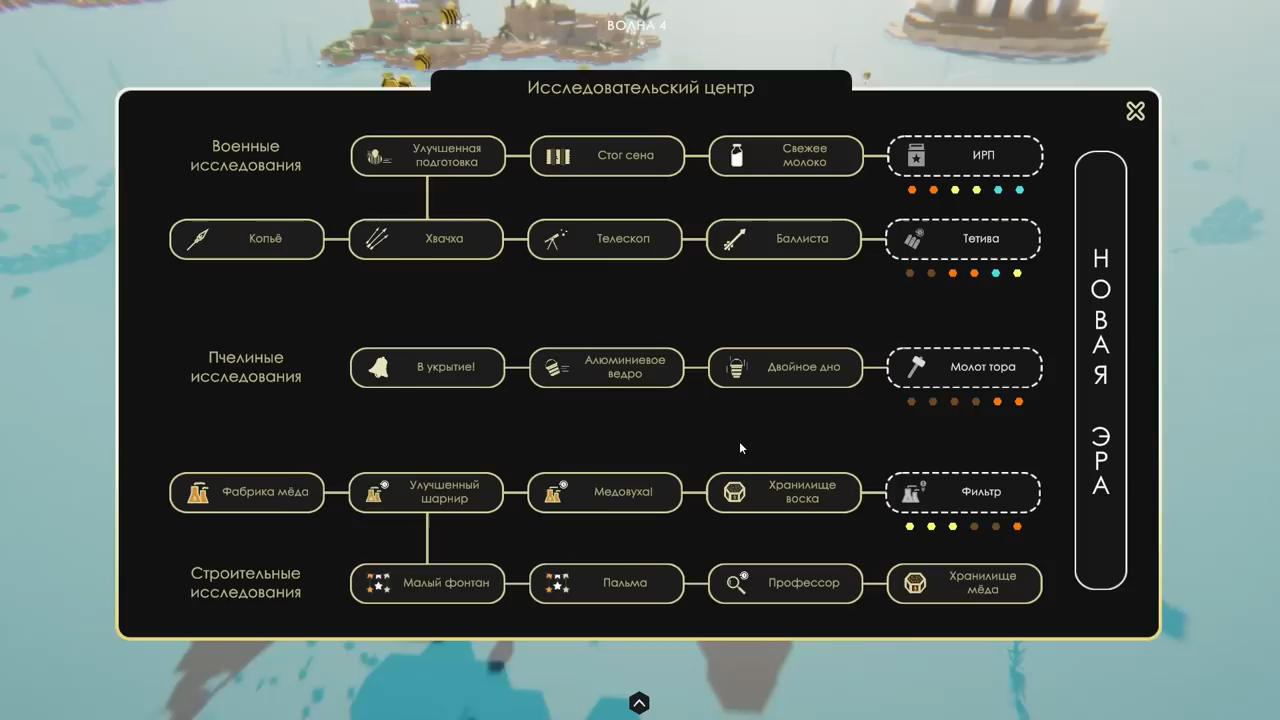 ВОЛНА 4
Исследовательский центр
Военные
исследования
Улучшенная
подготовка
Стог сена
Свежее
молоко
ИРП
Копьё
Хвачха
Телескоп
Баллиста
Тетива
Пчелиные
исследования
В укрытие!
Алюминиевое
ведро
Двойное дно
Молот тора
Фабрика мёда
Улучшенный
шарнир
Медовуха!
Хранилище
воска
Фильтр
Строительные
исследования
Малый фонтан
Пальма
Профессор
Хранилище
мёда
НОВАЯ ЭРА